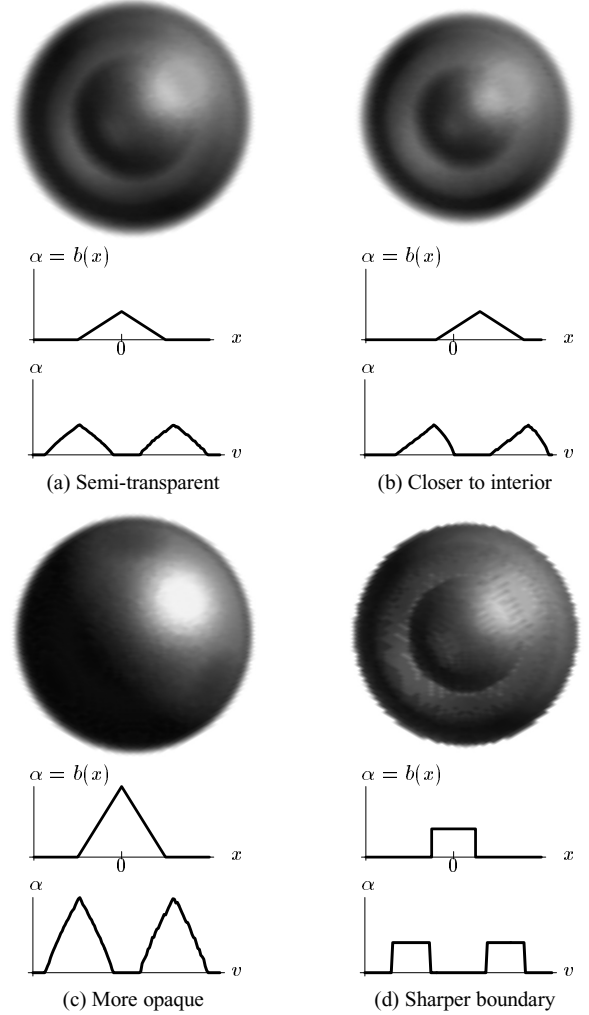 α = b(x)
α = b(x)
0
x
0
x
α
α
v
v
(a) Semi-transparent
(b) Closer to interior
α = b(x)
α = b(x)
0
x
0
x
α
α
v
v
(c) More opaque
(d) Sharper boundary